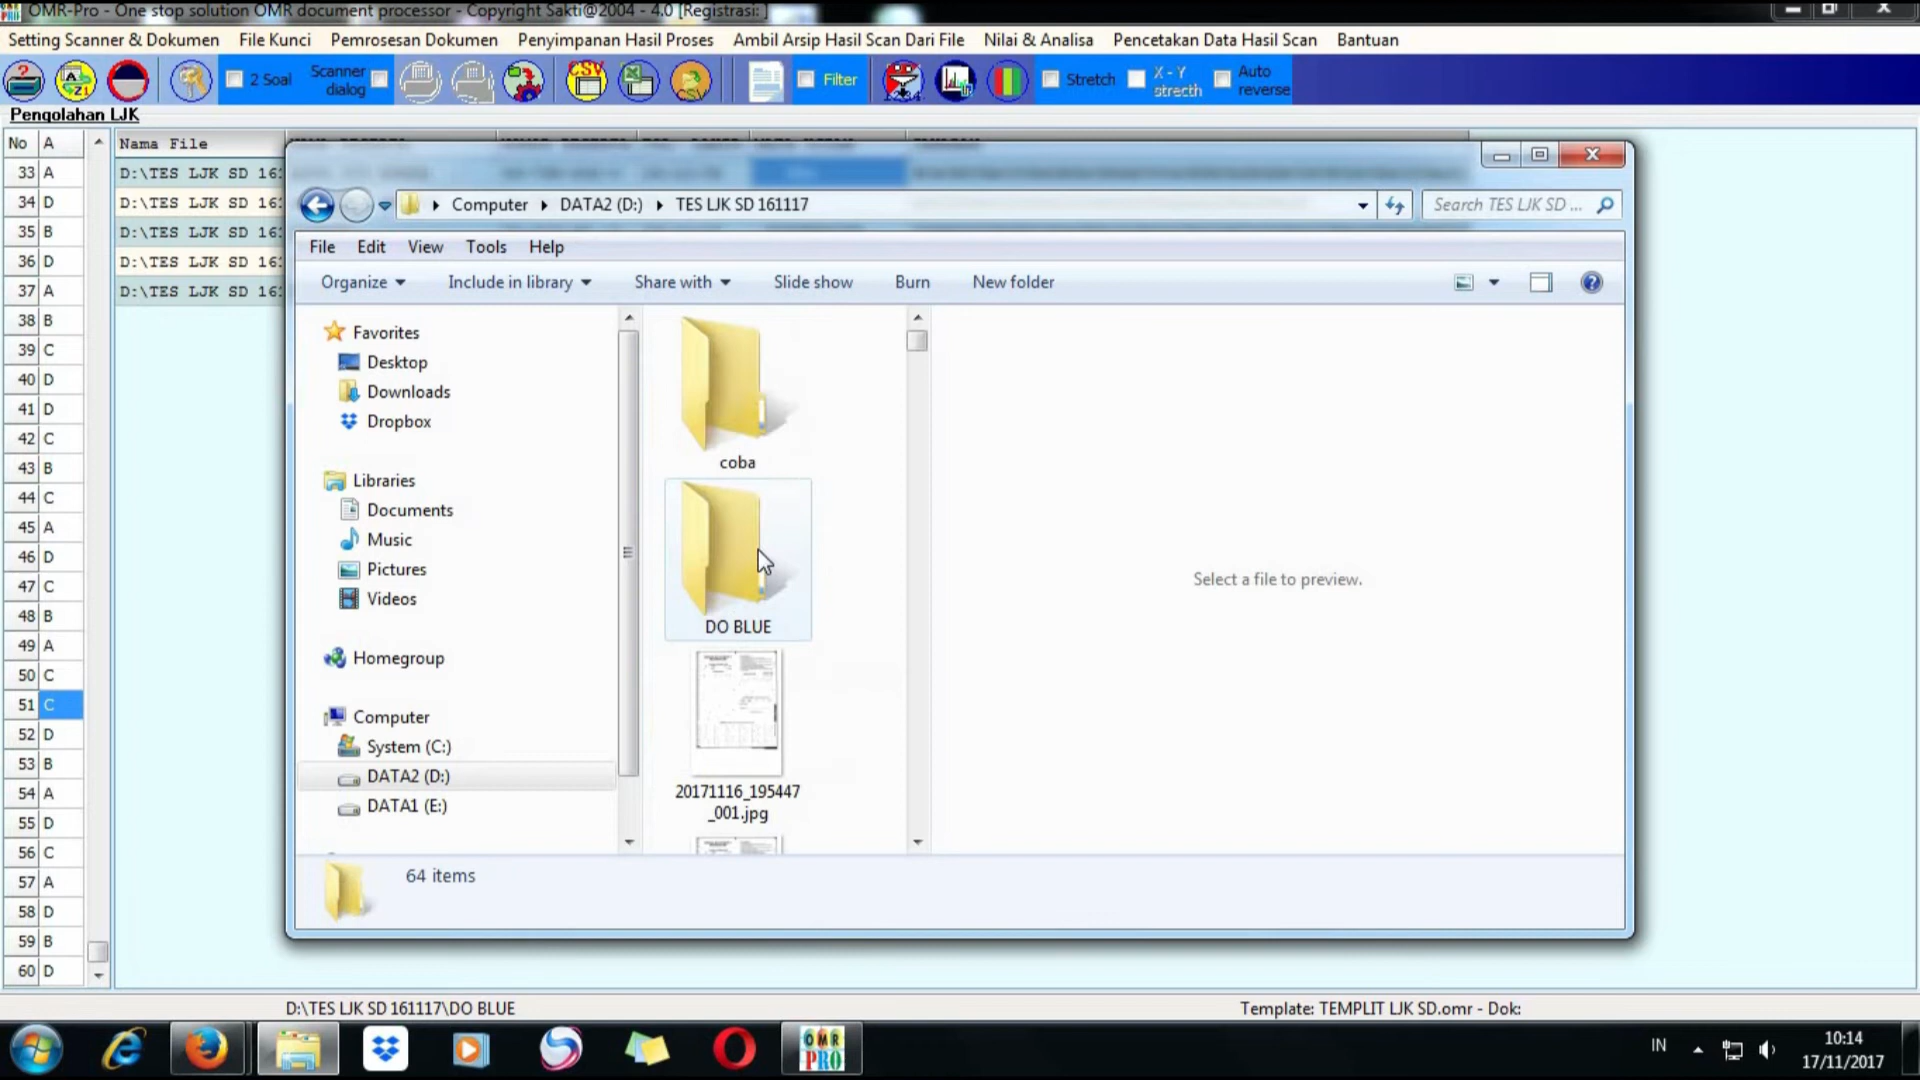 OMR-Pro - One stop solution OMR document processor - Copyright Sakti@2004 - 4.0 [Registrasi: ]
Setting Scanner & Dokumen File Kunci Pemrosesan Dokumen Penyimpanan Hasil Proses Ambil Arsip Hasil Scan Dari File Nilai & Analisa Pencetakan Data Hasil Scan Bantuan
2 Soal Scanner dialog Filter Stretch X - Y strecth Auto reverse
Pengolahan LJK
No A Nama File
33 A D:\TES LJK SD 161
34 D D:\TES LJK SD 161
35 B D:\TES LJK SD 161
36 D D:\TES LJK SD 161
37 A D:\TES LJK SD 161
38 B
39 C
40 D
41 D
42 C
43 B
44 C
45 A
46 D
47 C
48 B
49 A
50 C
51 C
52 D
53 B
54 A
55 D
56 C
57 A
58 D
59 B
60 D
Computer DATA2 (D:) TES LJK SD 161117 Search TES LJK SD ...
File Edit View Tools Help
Organize Include in library Share with Slide show Burn New folder
Favorites
Desktop
Downloads
Dropbox
Libraries
Documents
Music
Pictures
Videos
Homegroup
Computer
System (C:)
DATA2 (D:)
DATA1 (E:)
coba
DO BLUE
20171116_195447
_001.jpg
Select a file to preview.
64 items
D:\TES LJK SD 161117\DO BLUE Template: TEMPLIT LJK SD.omr - Dok:
OMR
PRO
IN
10:14
17/11/2017